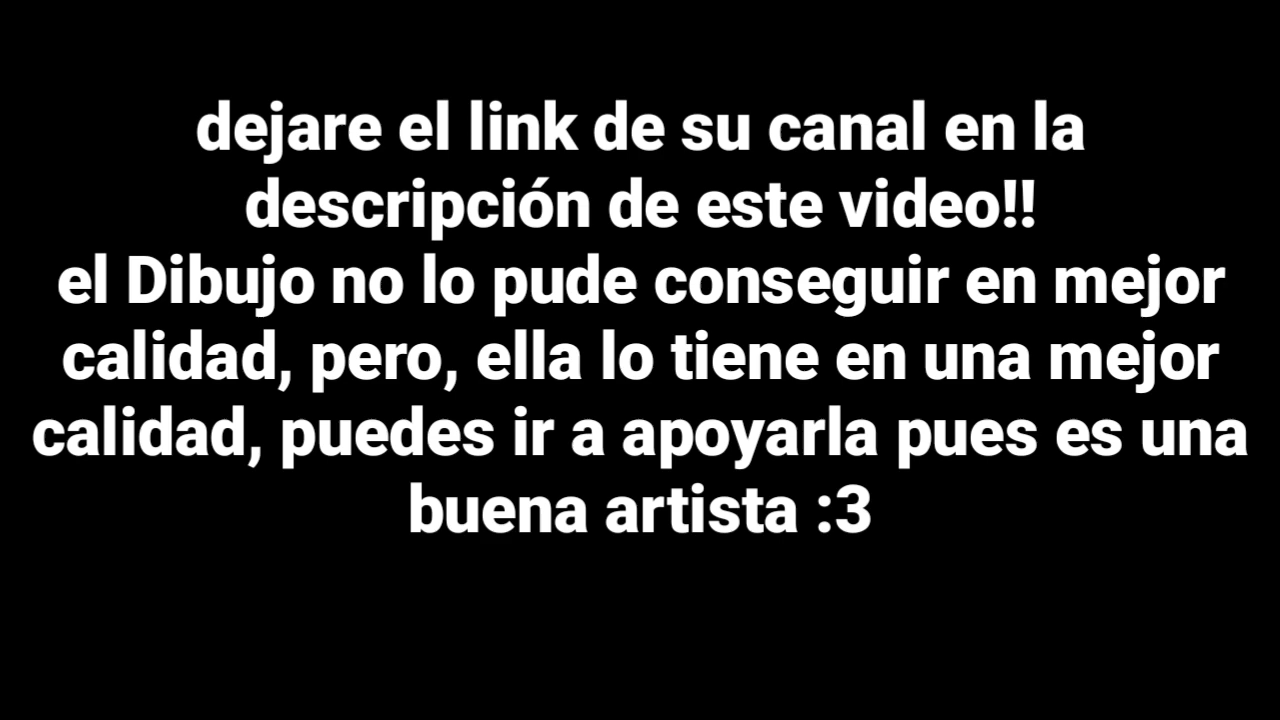 dejare el link de su canal en la
descripción de este video!!
el Dibujo no lo pude conseguir en mejor
calidad, pero, ella lo tiene en una mejor
calidad, puedes ir a apoyarla pues es una
buena artista :3